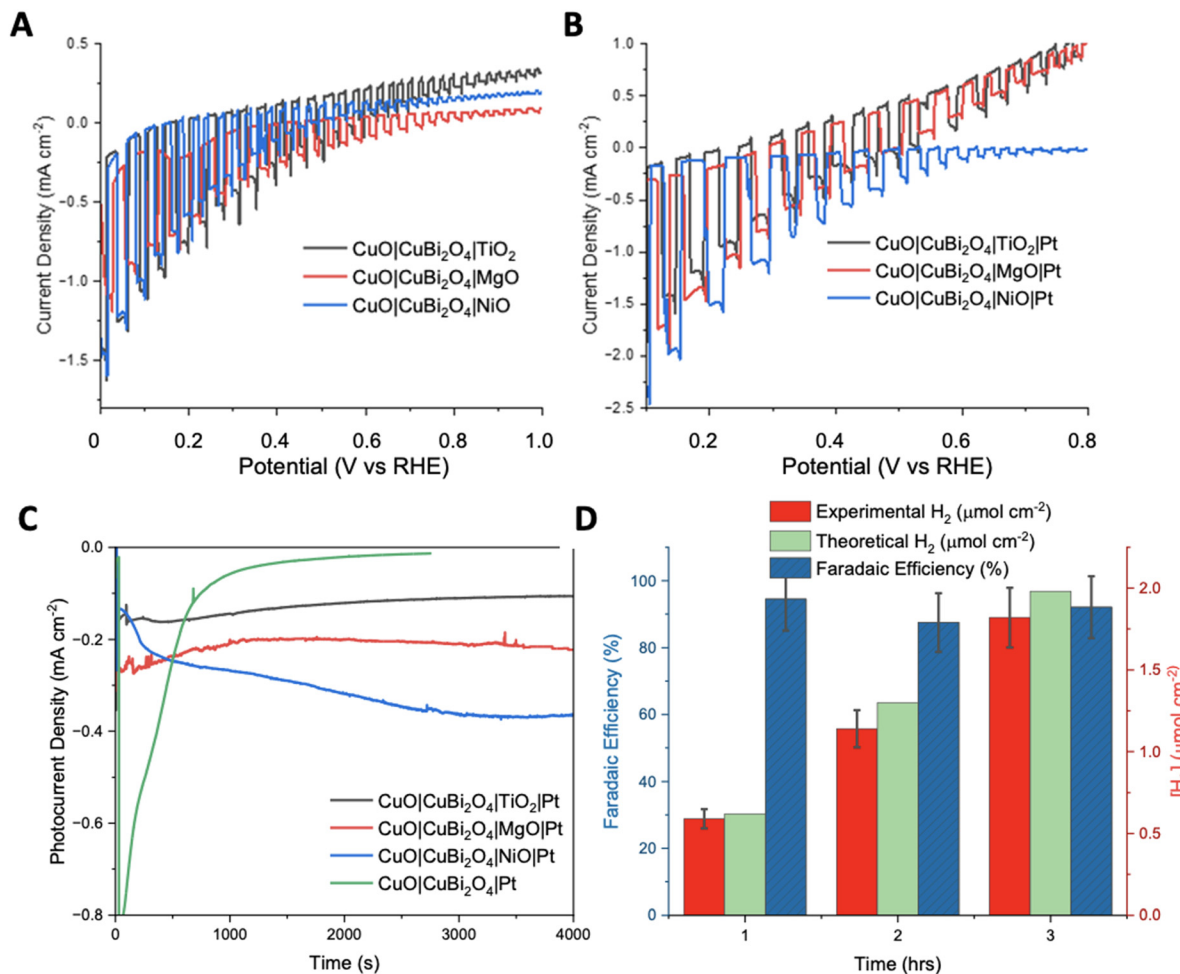 A
0.5
0.0
−0.5
−1.0
−1.5
Current Density (mA cm⁻²)
CuO|CuBi₂O₄|TiO₂
CuO|CuBi₂O₄|MgO
CuO|CuBi₂O₄|NiO
0
0.2
0.4
0.6
0.8
1.0
Potential (V vs RHE)
B
1.0
0.5
0.0
−0.5
−1.0
−1.5
−2.0
−2.5
Current Density (mA cm⁻²)
CuO|CuBi₂O₄|TiO₂|Pt
CuO|CuBi₂O₄|MgO|Pt
CuO|CuBi₂O₄|NiO|Pt
0.2
0.4
0.6
0.8
Potential (V vs RHE)
C
0.0
−0.2
−0.4
−0.6
−0.8
Photocurrent Density (mA cm⁻²)
CuO|CuBi₂O₄|TiO₂|Pt
CuO|CuBi₂O₄|MgO|Pt
CuO|CuBi₂O₄|NiO|Pt
CuO|CuBi₂O₄|Pt
0
1000
2000
3000
4000
Time (s)
D
Experimental H₂ (μmol cm⁻²)
Theoretical H₂ (μmol cm⁻²)
Faradaic Efficiency (%)
100
80
60
40
20
0
Faradaic Efficiency (%)
2.0
1.5
1.0
0.5
0.0
[H₂] (μmol cm⁻²)
1
2
3
Time (hrs)